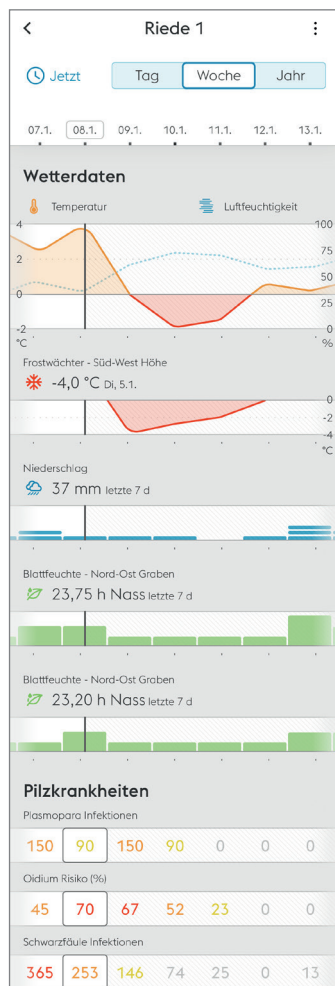 Riede 1
Jetzt Tag Woche Jahr
07.1. 08.1. 09.1. 10.1. 11.1. 12.1. 13.1.
Wetterdaten
Temperatur Luftfeuchtigkeit
4 100
75
2 50
0 25
-2 0
°C %
Frostwächter - Süd-West Höhe
-4,0 °C Di, 5.1.
0
-2
-4
°C
Niederschlag
37 mm letzte 7 d
Blattfeuchte - Nord-Ost Graben
23,75 h Nass letzte 7 d
Blattfeuchte - Nord-Ost Graben
23,20 h Nass letzte 7 d
Pilzkrankheiten
Plasmopara Infektionen
150 90 150 90 0 0 0
Oidium Risiko (%)
45 70 67 52 23 0 0
Schwarzfäule Infektionen
365 253 146 74 25 0 13